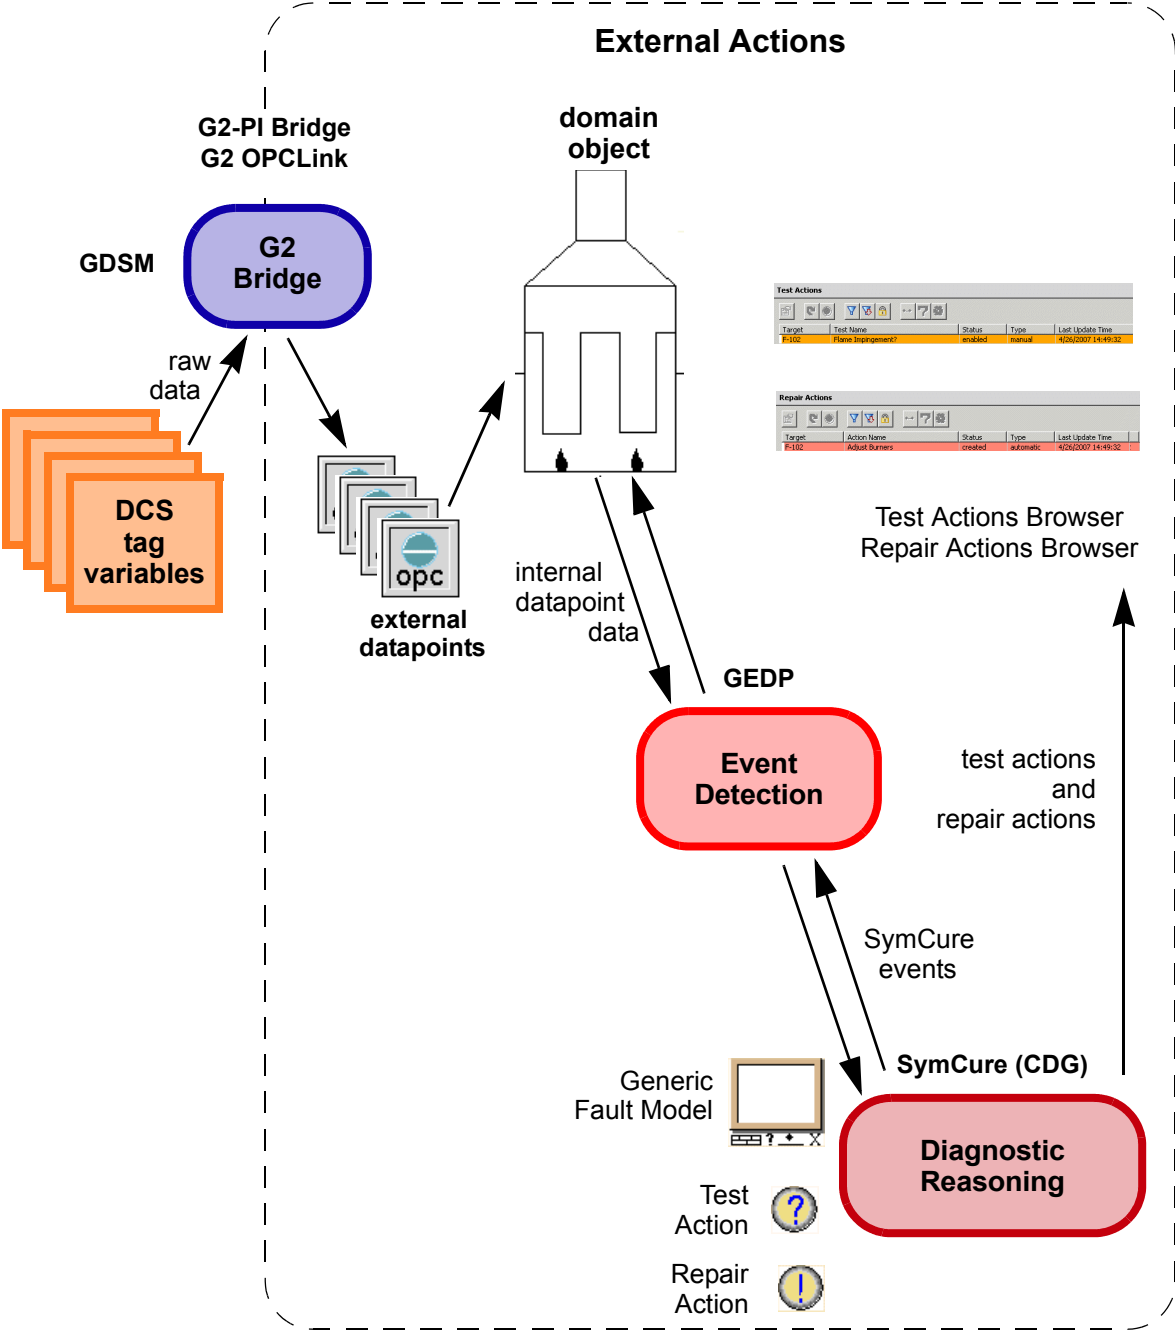 External Actions
G2-PI Bridge
G2 OPCLink
domain
object
GDSM
G2
Bridge
Test Actions
Target Test Name Status Type Last Update Time
F-102 Flame Impingement? enabled manual 4/26/2007 14:49:32
raw
data
Repair Actions
Target Action Name Status Type Last Update Time
F-102 Adjust Burners created automatic 4/26/2007 14:49:32
DCS
tag
variables
opc
external
datapoints
internal
datapoint
data
Test Actions Browser
Repair Actions Browser
GEDP
Event
Detection
test actions
and
repair actions
SymCure
events
SymCure (CDG)
Generic
Fault Model
Diagnostic
Reasoning
Test
Action
?
Repair
Action
!